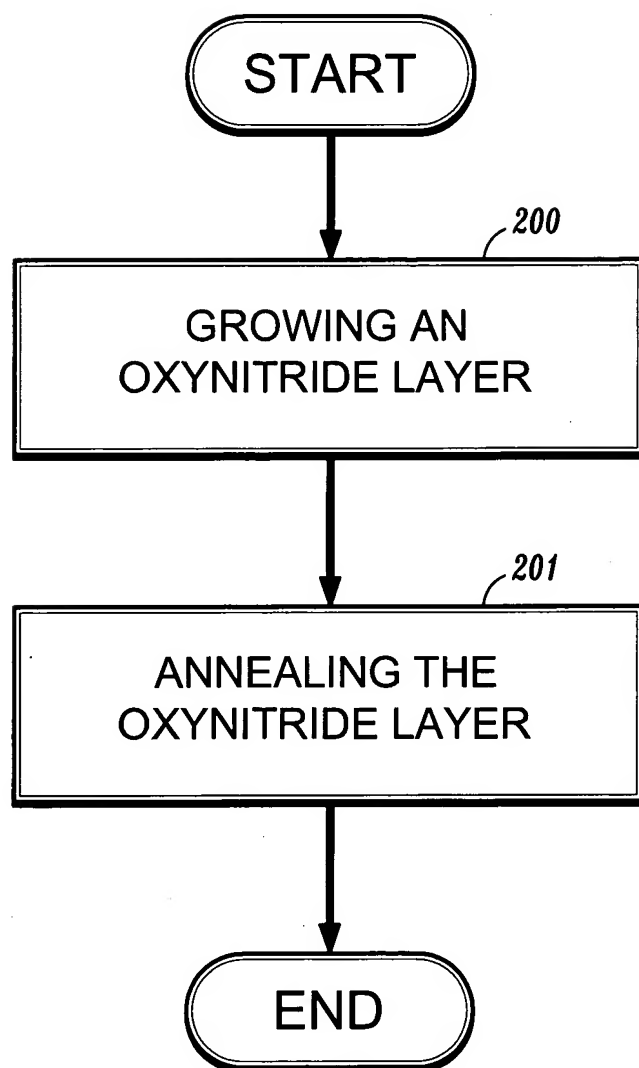 START
200
GROWING AN
OXYNITRIDE LAYER
201
ANNEALING THE
OXYNITRIDE LAYER
END